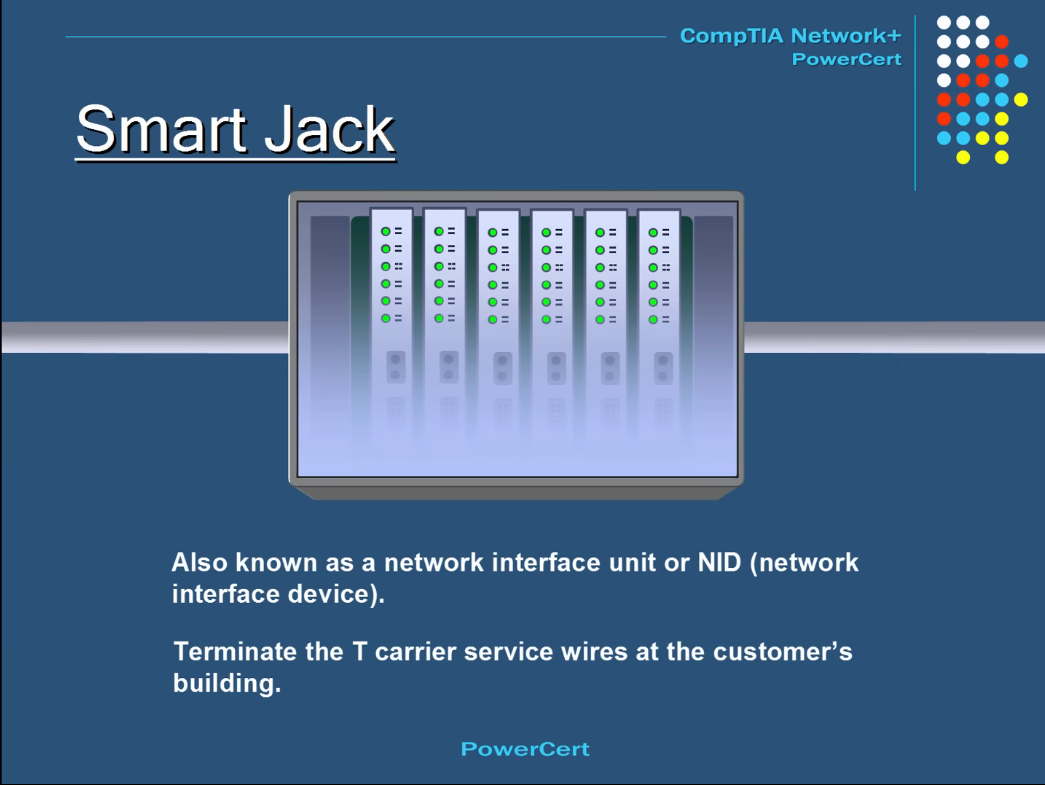 CompTIA Network+
PowerCert
Smart Jack
Also known as a network interface unit or NID (network
interface device).
Terminate the T carrier service wires at the customer’s
building.
PowerCert